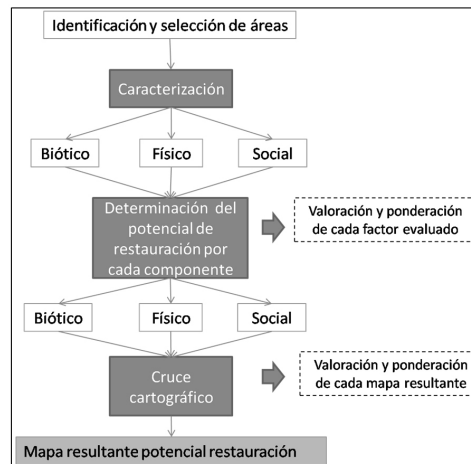 Identificación y selección de áreas
Caracterización
Biótico
Físico
Social
Determinación del
potencial de
restauración por
cada componente
Valoración y ponderación
de cada factor evaluado
Biótico
Físico
Social
Cruce
cartográfico
Valoración y ponderación
de cada mapa resultante
Mapa resultante potencial restauración